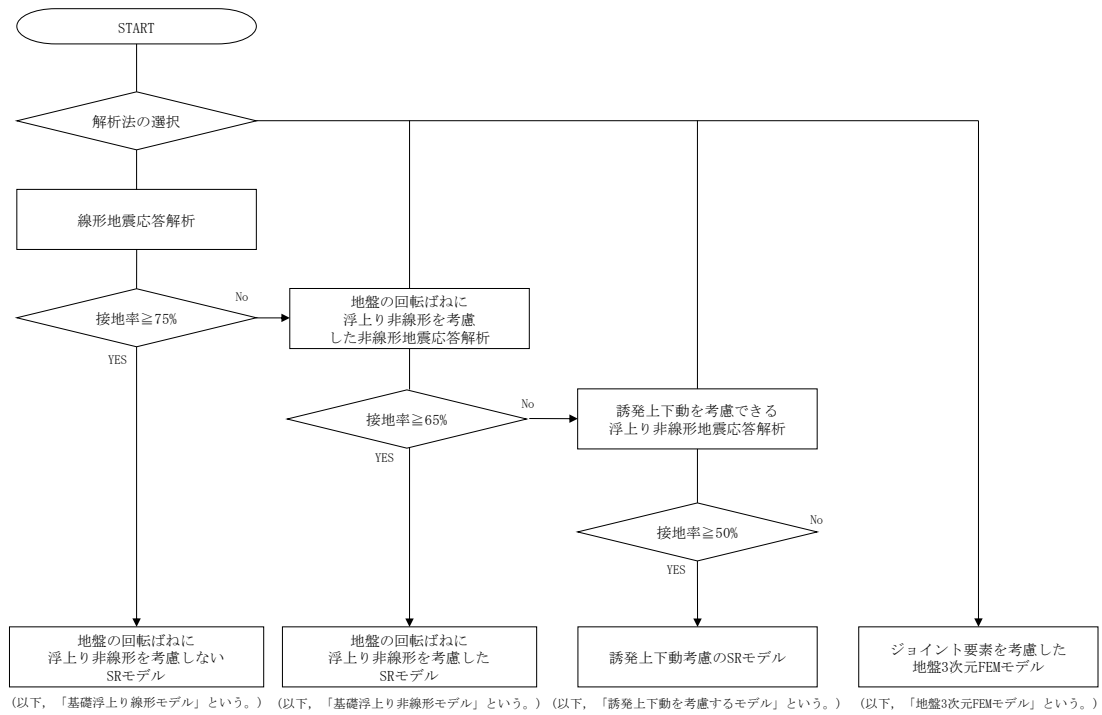 START
解析法の選択
線形地震応答解析
接地率≧75%
No
YES
地盤の回転ばねに
浮上り非線形を考慮
した非線形地震応答解析
接地率≧65%
No
YES
誘発上下動を考慮できる
浮上り非線形地震応答解析
接地率≧50%
No
YES
地盤の回転ばねに
浮上り非線形を考慮しない
SRモデル
(以下，「基礎浮上り線形モデル」という。)
地盤の回転ばねに
浮上り非線形を考慮した
SRモデル
(以下，「基礎浮上り非線形モデル」という。)
誘発上下動考慮のSRモデル
(以下，「誘発上下動を考慮するモデル」という。)
ジョイント要素を考慮した
地盤3次元FEMモデル
(以下，「地盤3次元FEMモデル」という。)